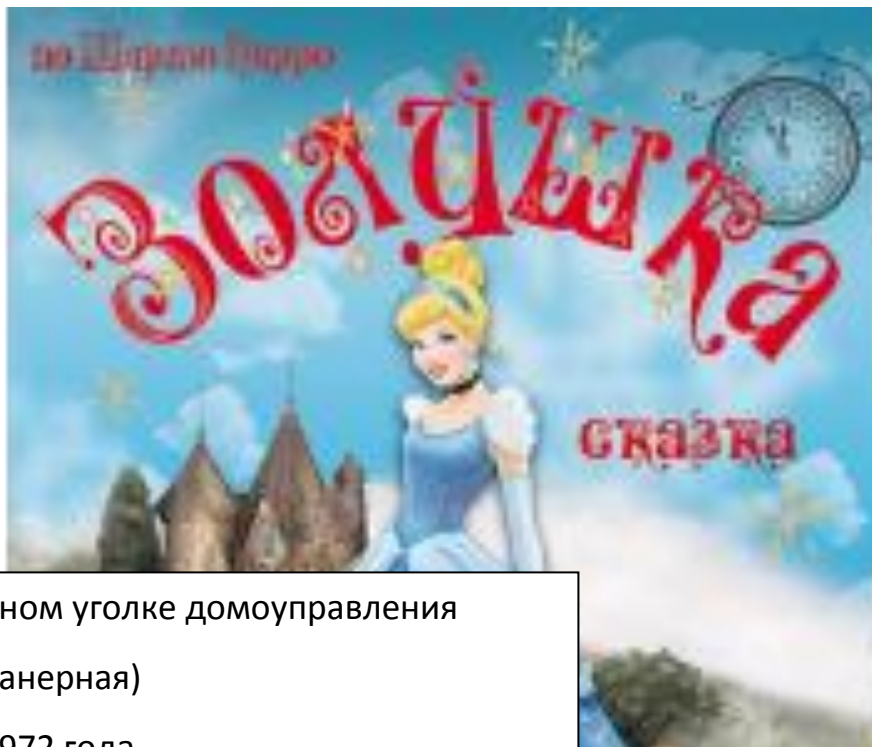 по Шарлю Перро
Золушка
сказка
ном уголке домоуправления
анерная)
972 года